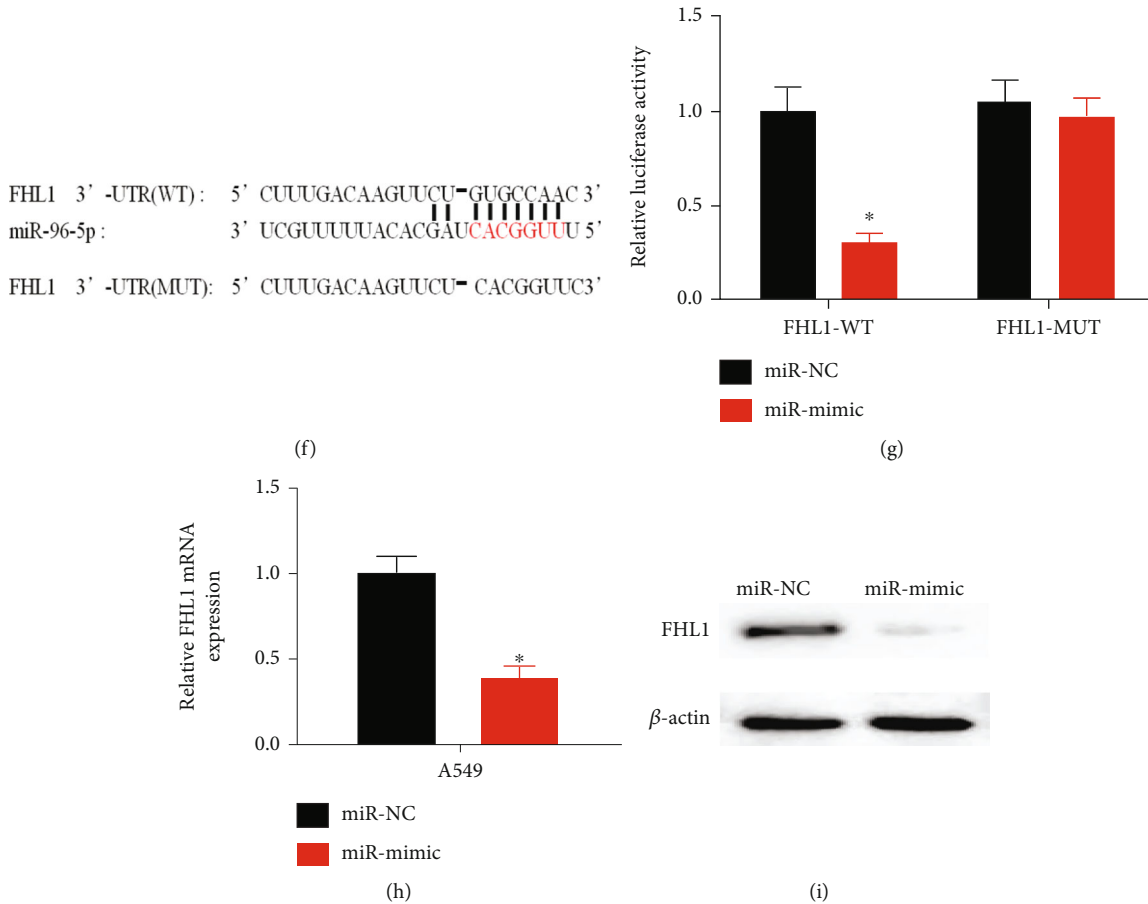 FHL1 3’ -UTR(WT) : 5’ CUUUGACAAGUUCU-GUGCCAAC 3’
miR-96-5p : 3’ UCGUUUUUACACGAUCACGGUUU 5’
FHL1 3’ -UTR(MUT): 5’ CUUUGACAAGUUCU- CACGGUUC3’
(f)
Relative luciferase activity
1.5
1.0
0.5
0.0
*
FHL1-WT FHL1-MUT
miR-NC
miR-mimic
(g)
Relative FHL1 mRNA
expression
1.5
1.0
0.5
0.0
*
A549
miR-NC
miR-mimic
(h)
miR-NC miR-mimic
FHL1
β-actin
(i)